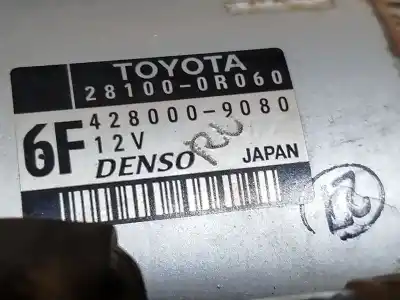 TOYOTA
28100-0R060
6F
428000-9080
12V
DENSO
JAPAN